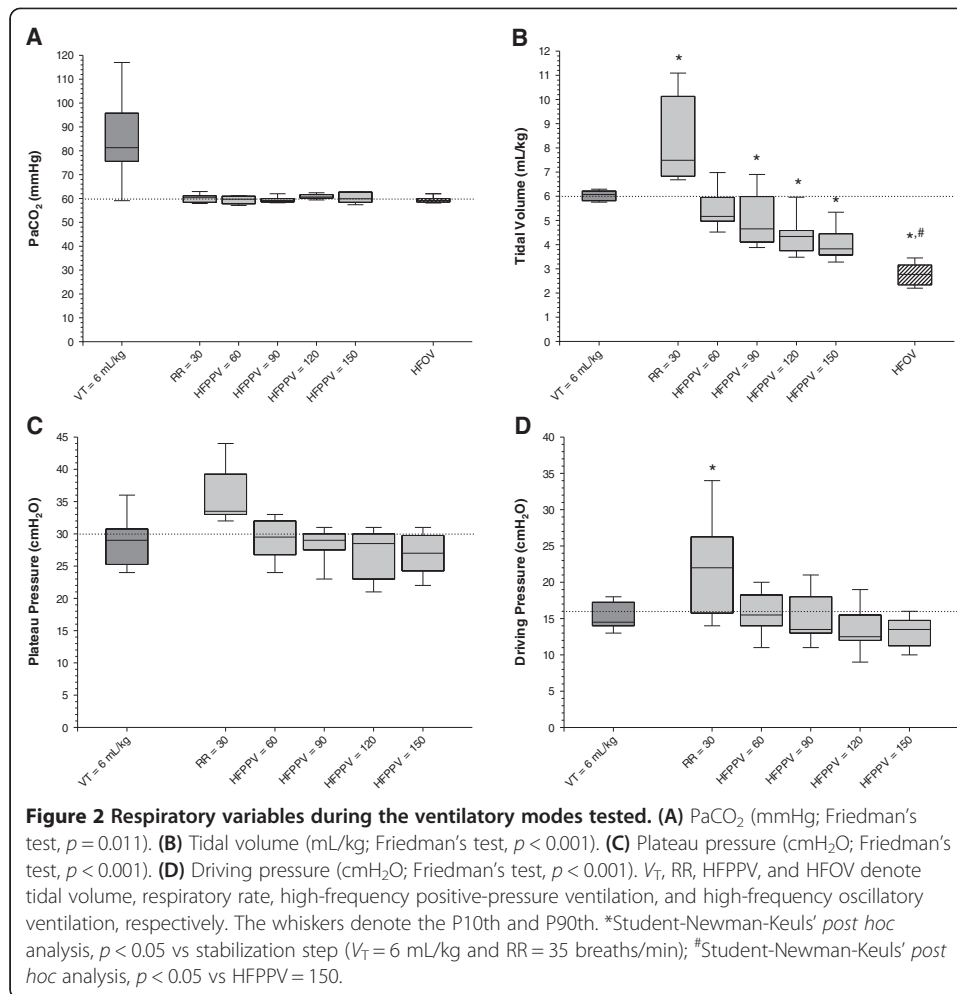 A
120
110
100
90
80
70
60
50
40
30
20
10
0
PaCO2 (mmHg)
VT = 6 mL/kg
RR = 30
HFPPV = 60
HFPPV = 90
HFPPV = 120
HFPPV = 150
HFOV
B
12
11
10
9
8
7
6
5
4
3
2
1
0
Tidal Volume (mL/kg)
*
*
*
*
*,#
VT = 6 mL/kg
RR = 30
HFPPV = 60
HFPPV = 90
HFPPV = 120
HFPPV = 150
HFOV
C
45
40
35
30
25
20
15
10
5
0
Plateau Pressure (cmH2O)
VT = 6 mL/kg
RR = 30
HFPPV = 60
HFPPV = 90
HFPPV = 120
HFPPV = 150
D
40
35
30
25
20
15
10
5
0
Driving Pressure (cmH2O)
*
VT = 6 mL/kg
RR = 30
HFPPV = 60
HFPPV = 90
HFPPV = 120
HFPPV = 150
Figure 2 Respiratory variables during the ventilatory modes tested. (A) PaCO2 (mmHg; Friedman's
test, p = 0.011). (B) Tidal volume (mL/kg; Friedman's test, p < 0.001). (C) Plateau pressure (cmH2O; Friedman's
test, p < 0.001). (D) Driving pressure (cmH2O; Friedman's test, p < 0.001). VT, RR, HFPPV, and HFOV denote
tidal volume, respiratory rate, high-frequency positive-pressure ventilation, and high-frequency oscillatory
ventilation, respectively. The whiskers denote the P10th and P90th. *Student-Newman-Keuls' post hoc
analysis, p < 0.05 vs stabilization step (VT = 6 mL/kg and RR = 35 breaths/min); #Student-Newman-Keuls' post
hoc analysis, p < 0.05 vs HFPPV = 150.